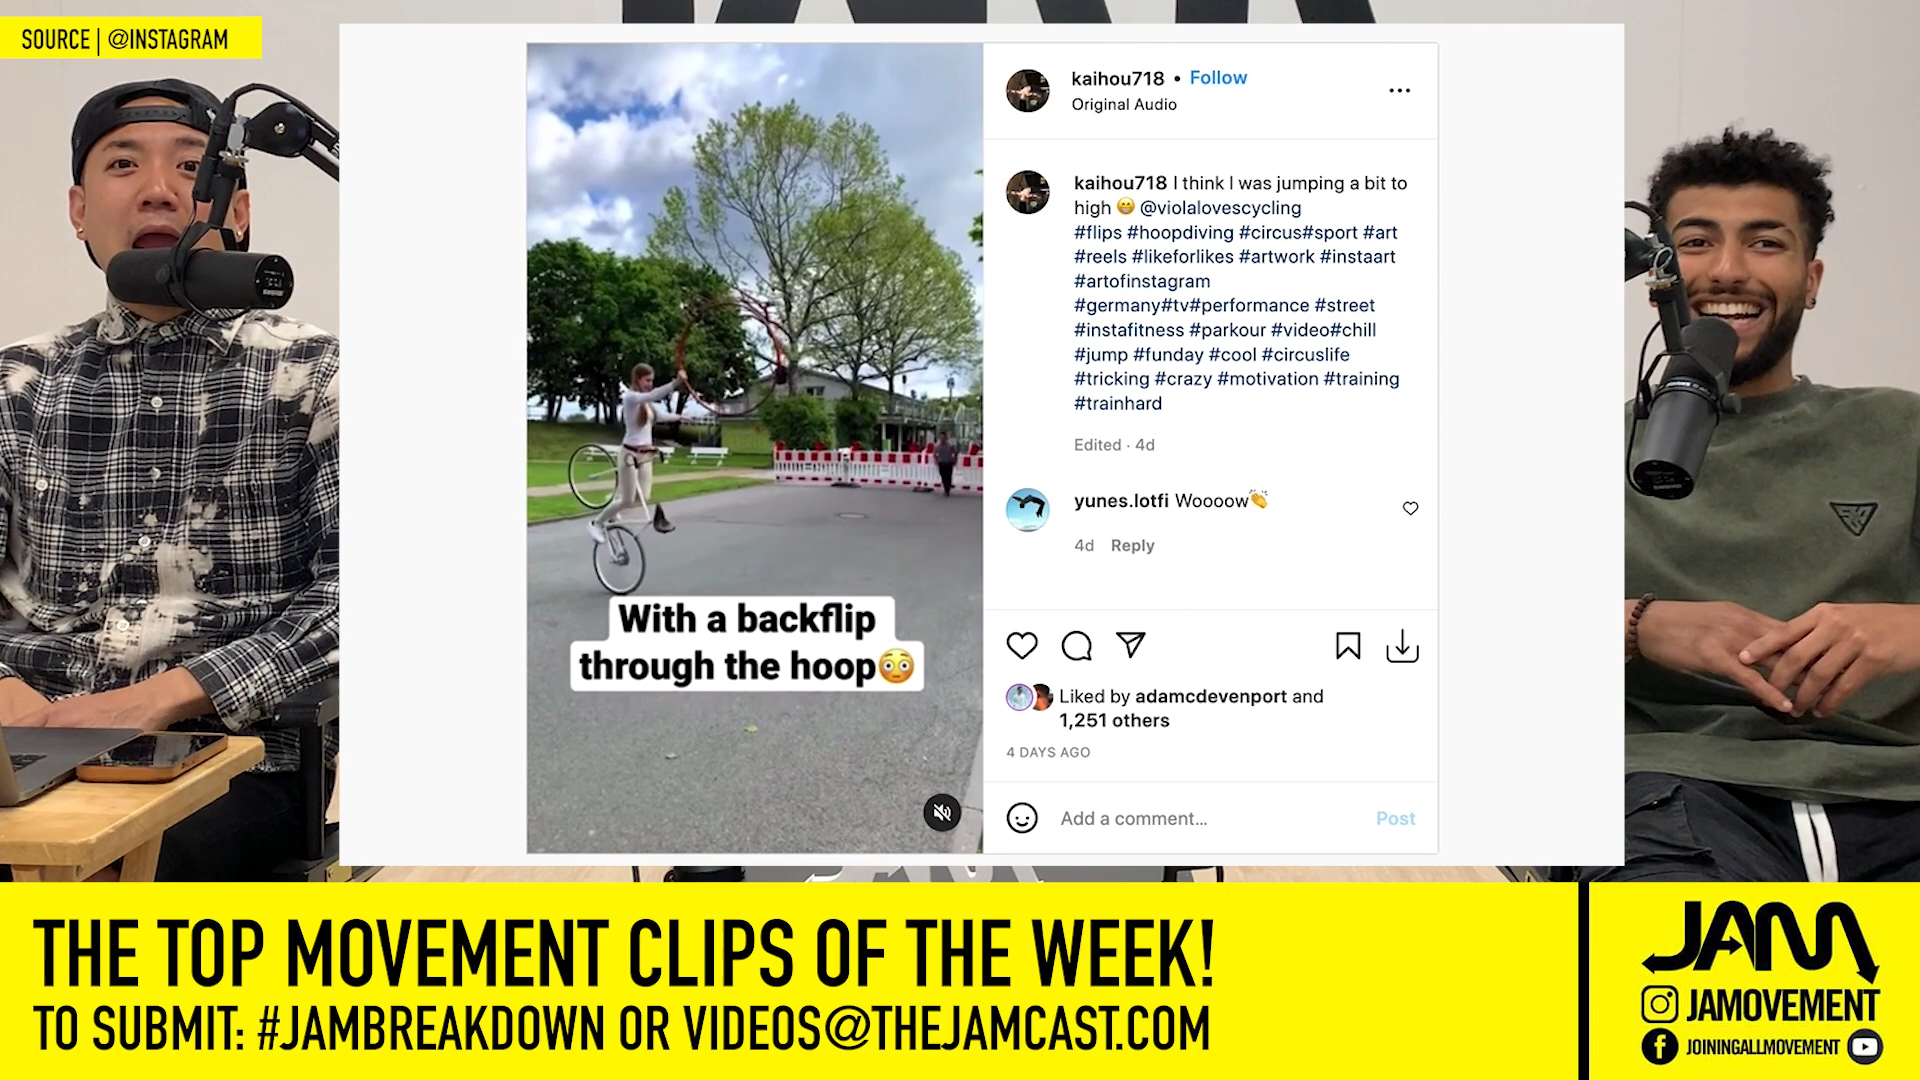 SOURCE | @INSTAGRAM
kaihou718 • Follow
Original Audio
kaihou718 I think I was jumping a bit to
high 😁 @violalovescycling
#flips #hoopdiving #circus#sport #art
#reels #likeforlikes #artwork #instaart
#artofinstagram
#germany#tv#performance #street
#instafitness #parkour #video#chill
#jump #funday #cool #circuslife
#tricking #crazy #motivation #training
#trainhard
Edited · 4d
yunes.lotfi Woooow👏
4d Reply
With a backflip
through the hoop😳
Liked by adamcdevenport and
1,251 others
4 DAYS AGO
Add a comment...
Post
THE TOP MOVEMENT CLIPS OF THE WEEK!
TO SUBMIT: #JAMBREAKDOWN OR VIDEOS@THEJAMCAST.COM
JAM
JAMOVEMENT
JOININGALLMOVEMENT